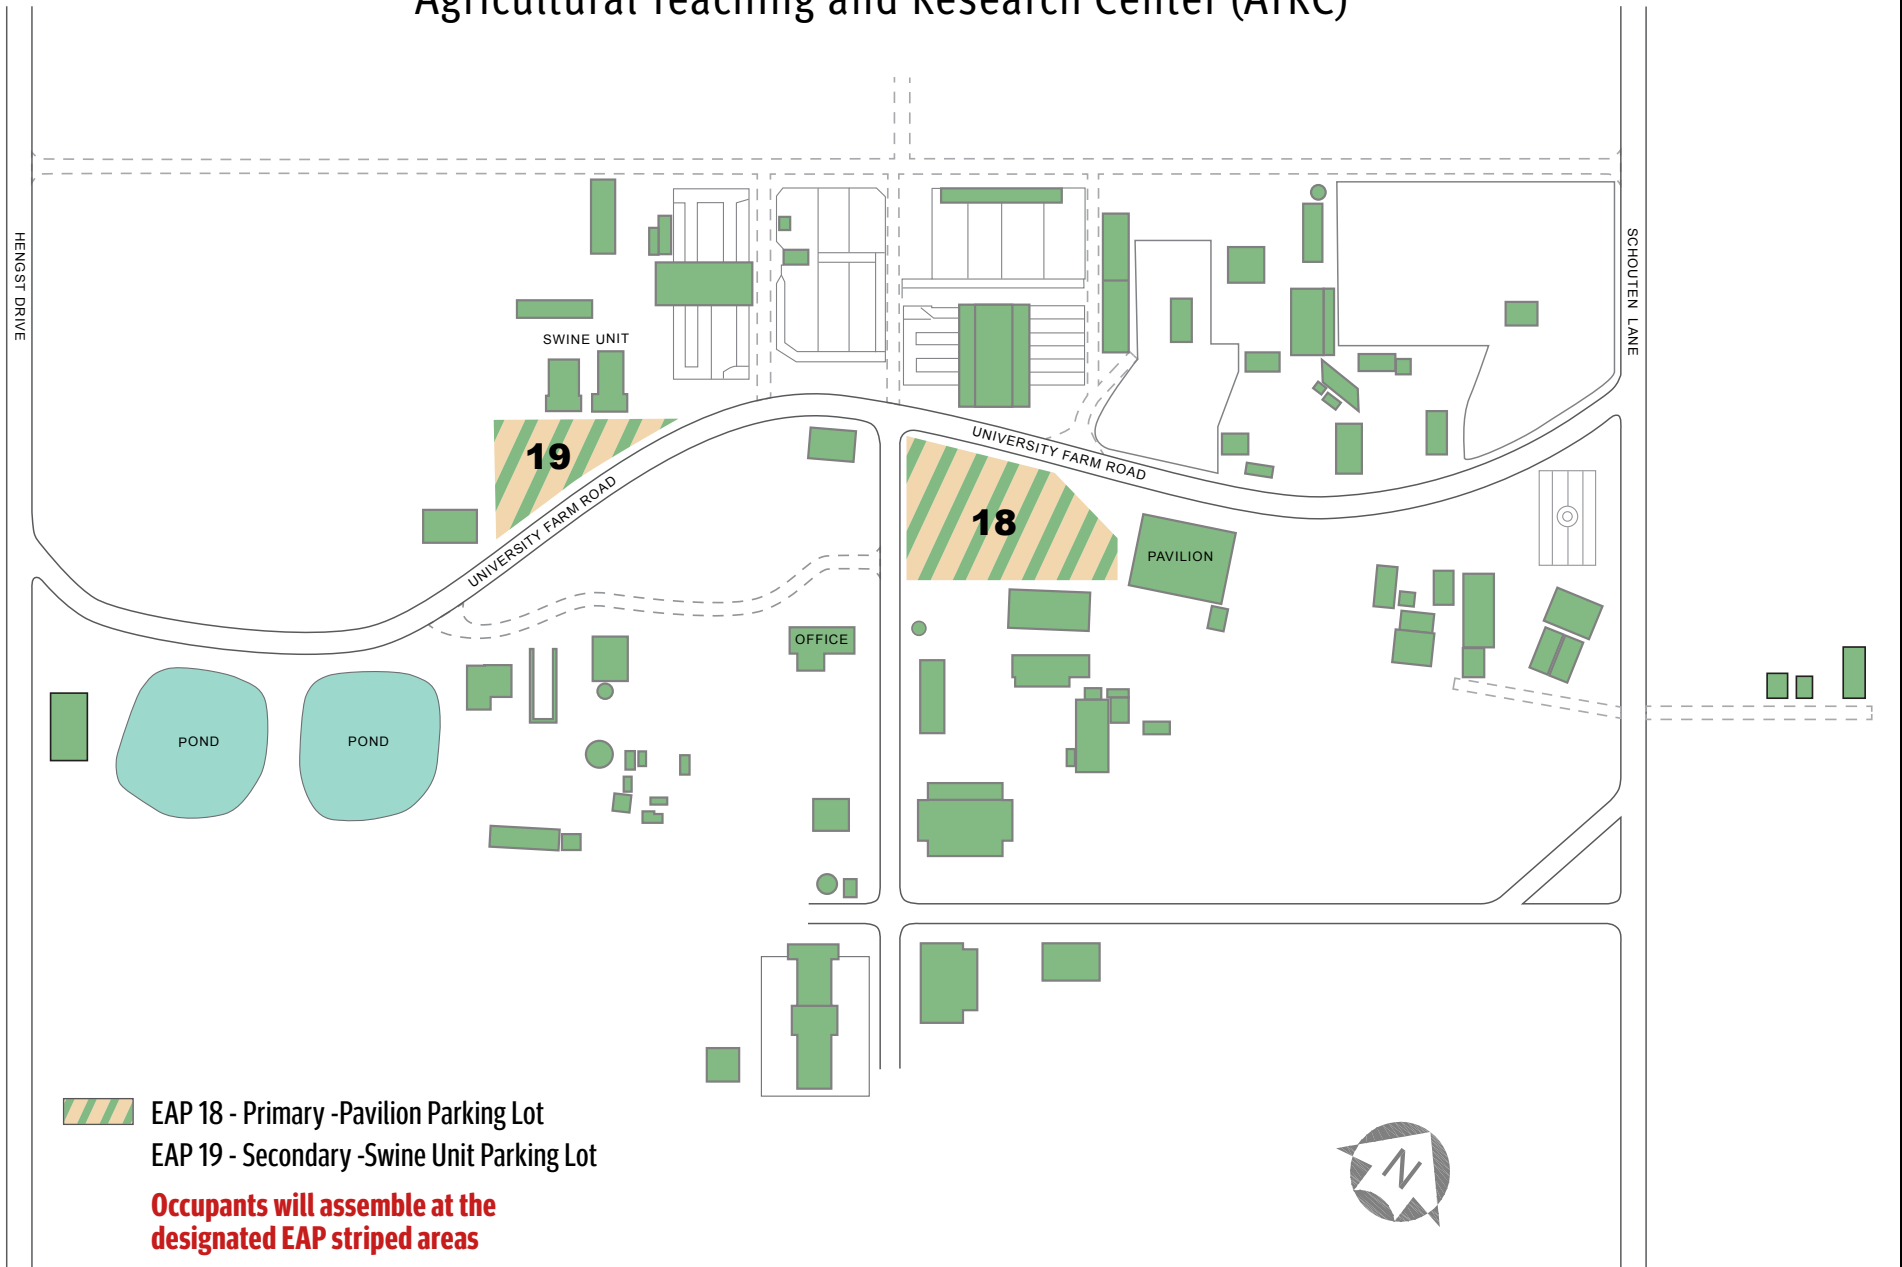 Agricultural Teaching and Research Center (ATRC)
HENGST DRIVE
SCHOUTEN LANE
SWINE UNIT
19
UNIVERSITY FARM ROAD
UNIVERSITY FARM ROAD
18
PAVILION
OFFICE
POND
POND
EAP 18 - Primary -Pavilion Parking Lot
EAP 19 - Secondary -Swine Unit Parking Lot
Occupants will assemble at the
designated EAP striped areas
N